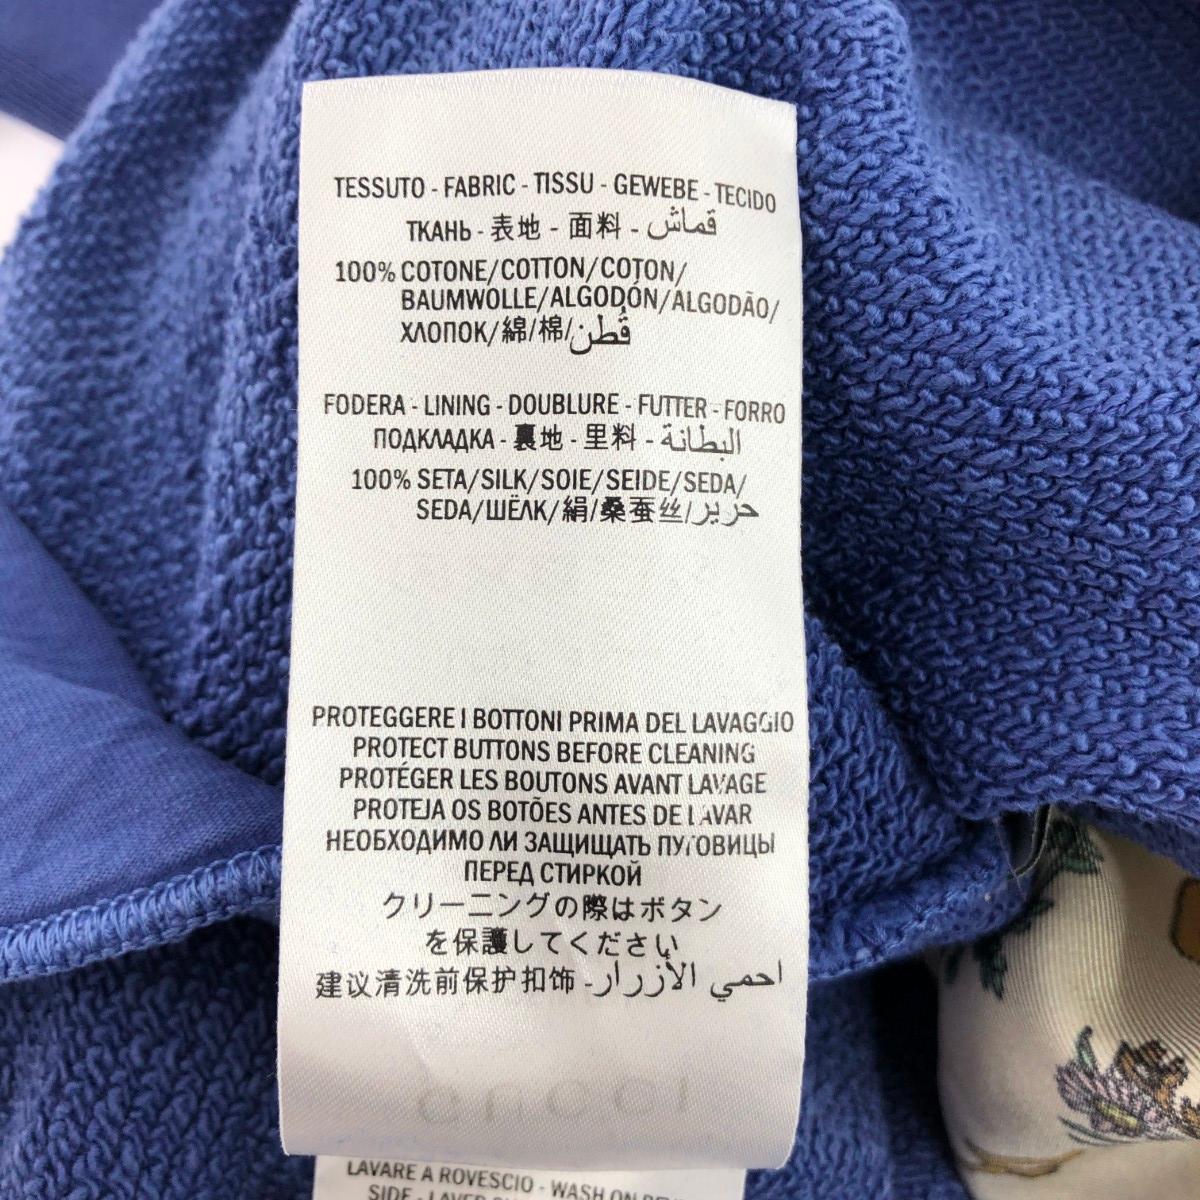 TESSUTO - FABRIC - TISSU - GEWEBE - TECIDO
ТКАНЬ - 表地 - 面料 - قماش
100% COTONE/COTTON/COTON/
BAUMWOLLE/ALGODÓN/ALGODÃO/
ХЛОПОК/綿/棉/قُطن
FODERA - LINING - DOUBLURE - FUTTER - FORRO
ПОДКЛАДКА - 裏地 - 里料 - البطانة
100% SETA/SILK/SOIE/SEIDE/SEDA/
SEDA/ШЁЛК/絹/桑蚕丝/حرير
PROTEGGERE I BOTTONI PRIMA DEL LAVAGGIO
PROTECT BUTTONS BEFORE CLEANING
PROTÉGER LES BOUTONS AVANT LAVAGE
PROTEJA OS BOTÕES ANTES DE LAVAR
НЕОБХОДИМО ЛИ ЗАЩИЩАТЬ ПУГОВИЦЫ
ПЕРЕД СТИРКОЙ
クリーニングの際はボタン
を保護してください
建议清洗前保护扣饰 - احمي الأزرار
GUCCI
LAVARE A ROVESCIO - WASH ON
SIDE - LAVER